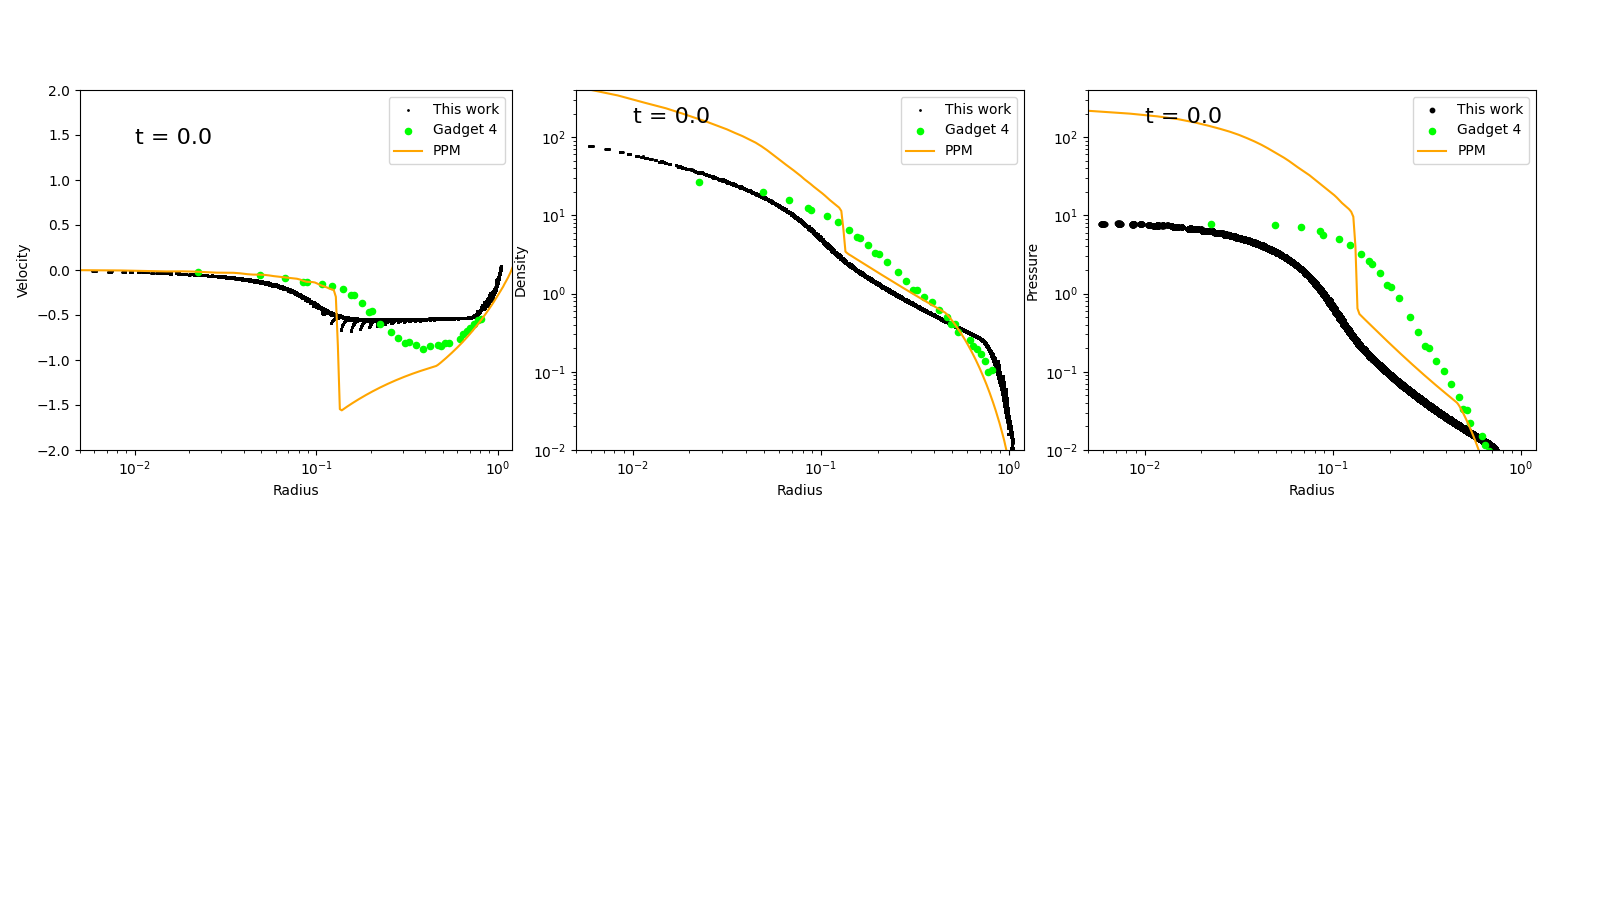 Velocity
2.0
1.5
1.0
0.5
0.0
−0.5
−1.0
−1.5
−2.0
t = 0.0
This work
Gadget 4
PPM
10⁻²
10⁻¹
10⁰
Radius
Density
10²
10¹
10⁰
10⁻¹
10⁻²
t = 0.0
This work
Gadget 4
PPM
10⁻²
10⁻¹
10⁰
Radius
Pressure
10²
10¹
10⁰
10⁻¹
10⁻²
t = 0.0
This work
Gadget 4
PPM
10⁻²
10⁻¹
10⁰
Radius